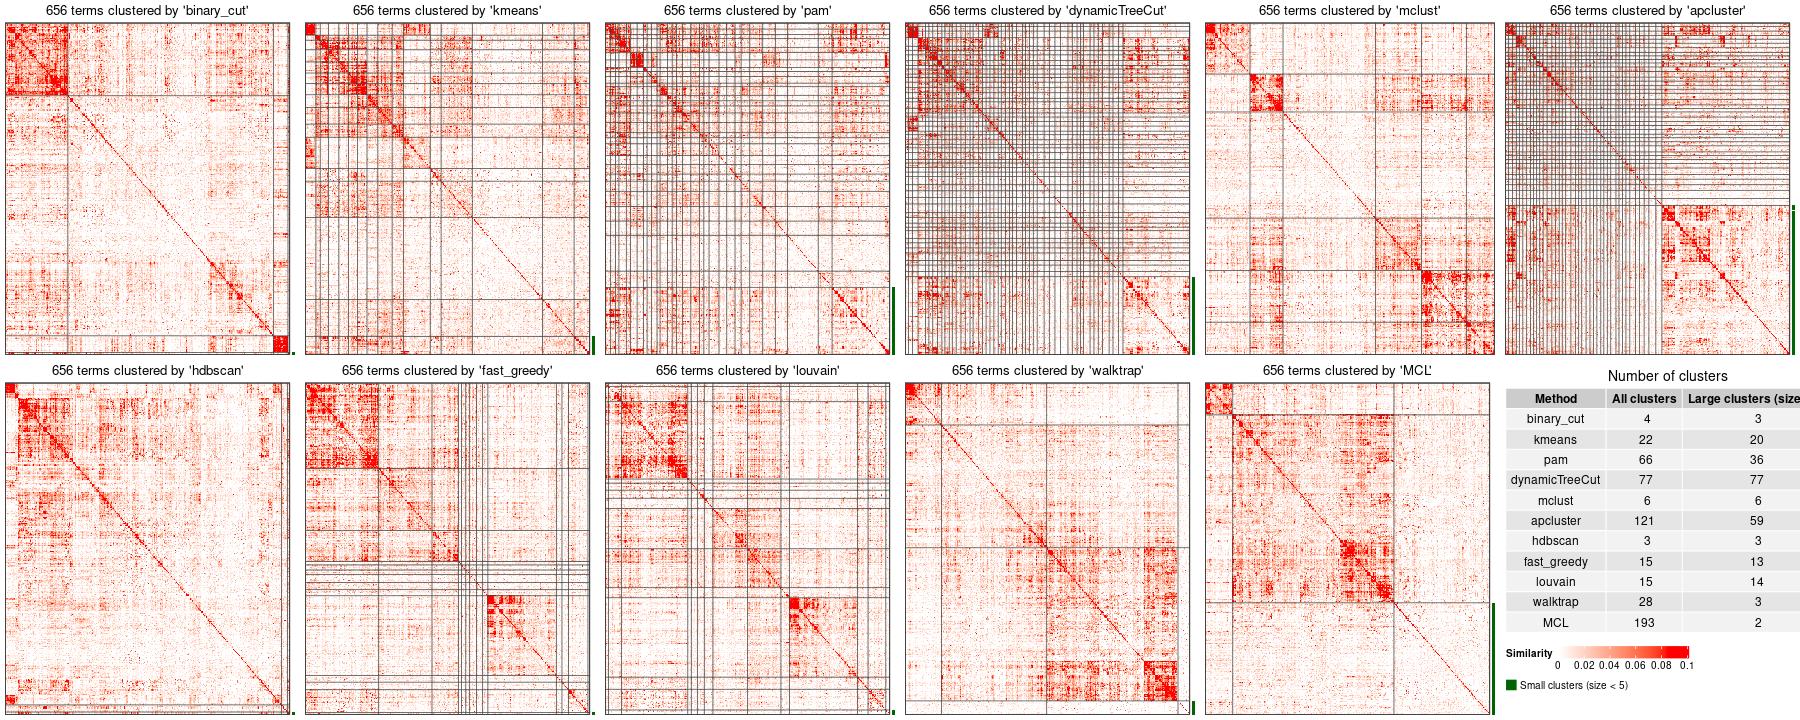 656 terms clustered by 'binary_cut'
656 terms clustered by 'kmeans'
656 terms clustered by 'pam'
656 terms clustered by 'dynamicTreeCut'
656 terms clustered by 'mclust'
656 terms clustered by 'apcluster'
656 terms clustered by 'hdbscan'
656 terms clustered by 'fast_greedy'
656 terms clustered by 'louvain'
656 terms clustered by 'walktrap'
656 terms clustered by 'MCL'
Number of clusters
Method All clusters Large clusters (size
binary_cut 4 3
kmeans 22 20
pam 66 36
dynamicTreeCut 77 77
mclust 6 6
apcluster 121 59
hdbscan 3 3
fast_greedy 15 13
louvain 15 14
walktrap 28 3
MCL 193 2
Similarity
0 0.02 0.04 0.06 0.08 0.1
Small clusters (size < 5)